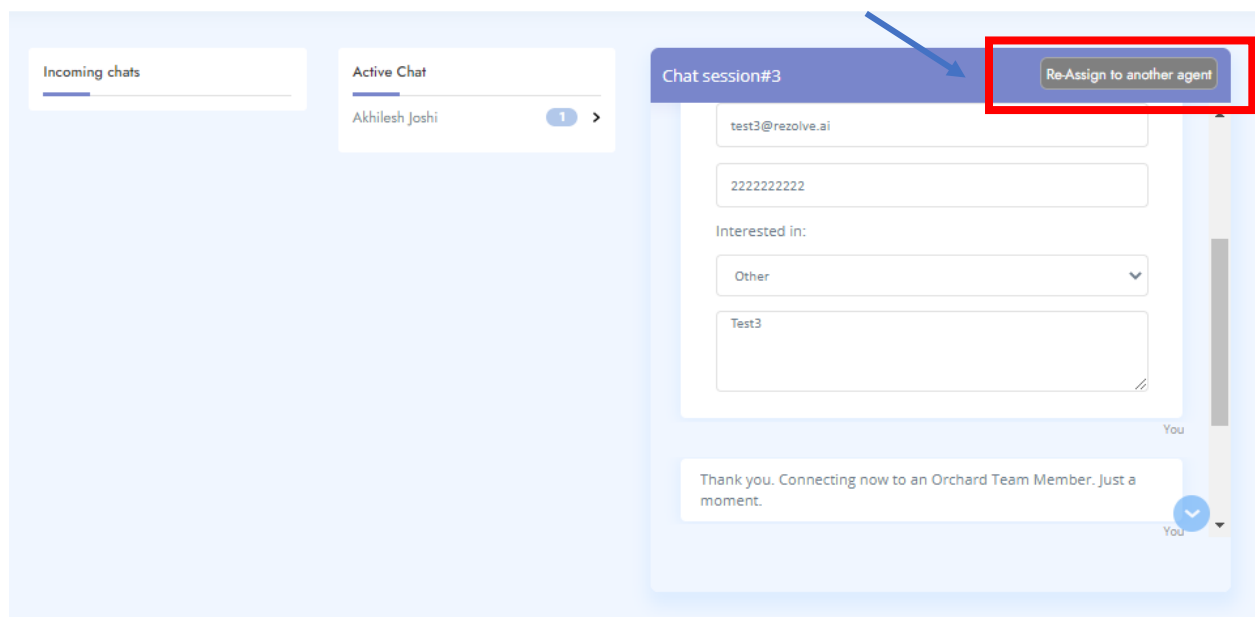 Incoming chats
Active Chat
Akhilesh Joshi 1
Chat session#3
Re-Assign to another agent
test3@rezolve.ai
2222222222
Interested in:
Other
Test3
You
Thank you. Connecting now to an Orchard Team Member. Just a
moment.
You